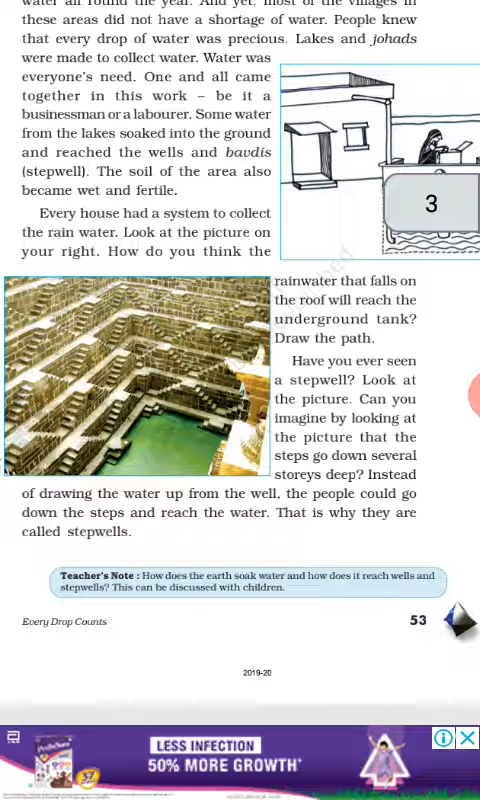 water all round the year. And yet, most of the villages in
these areas did not have a shortage of water. People knew
that every drop of water was precious. Lakes and johads
were made to collect water. Water was
everyone's need. One and all came
together in this work – be it a
businessman or a labourer. Some water
from the lakes soaked into the ground
and reached the wells and bavdis
(stepwell). The soil of the area also
became wet and fertile.
Every house had a system to collect
the rain water. Look at the picture on
your right. How do you think the
3
rainwater that falls on
the roof will reach the
underground tank?
Draw the path.
Have you ever seen
a stepwell? Look at
the picture. Can you
imagine by looking at
the picture that the
steps go down several
storeys deep? Instead
of drawing the water up from the well, the people could go
down the steps and reach the water. That is why they are
called stepwells.
Teacher's Note : How does the earth soak water and how does it reach wells and
stepwells? This can be discussed with children.
Every Drop Counts
53
2019-20
LESS INFECTION
50% MORE GROWTH*